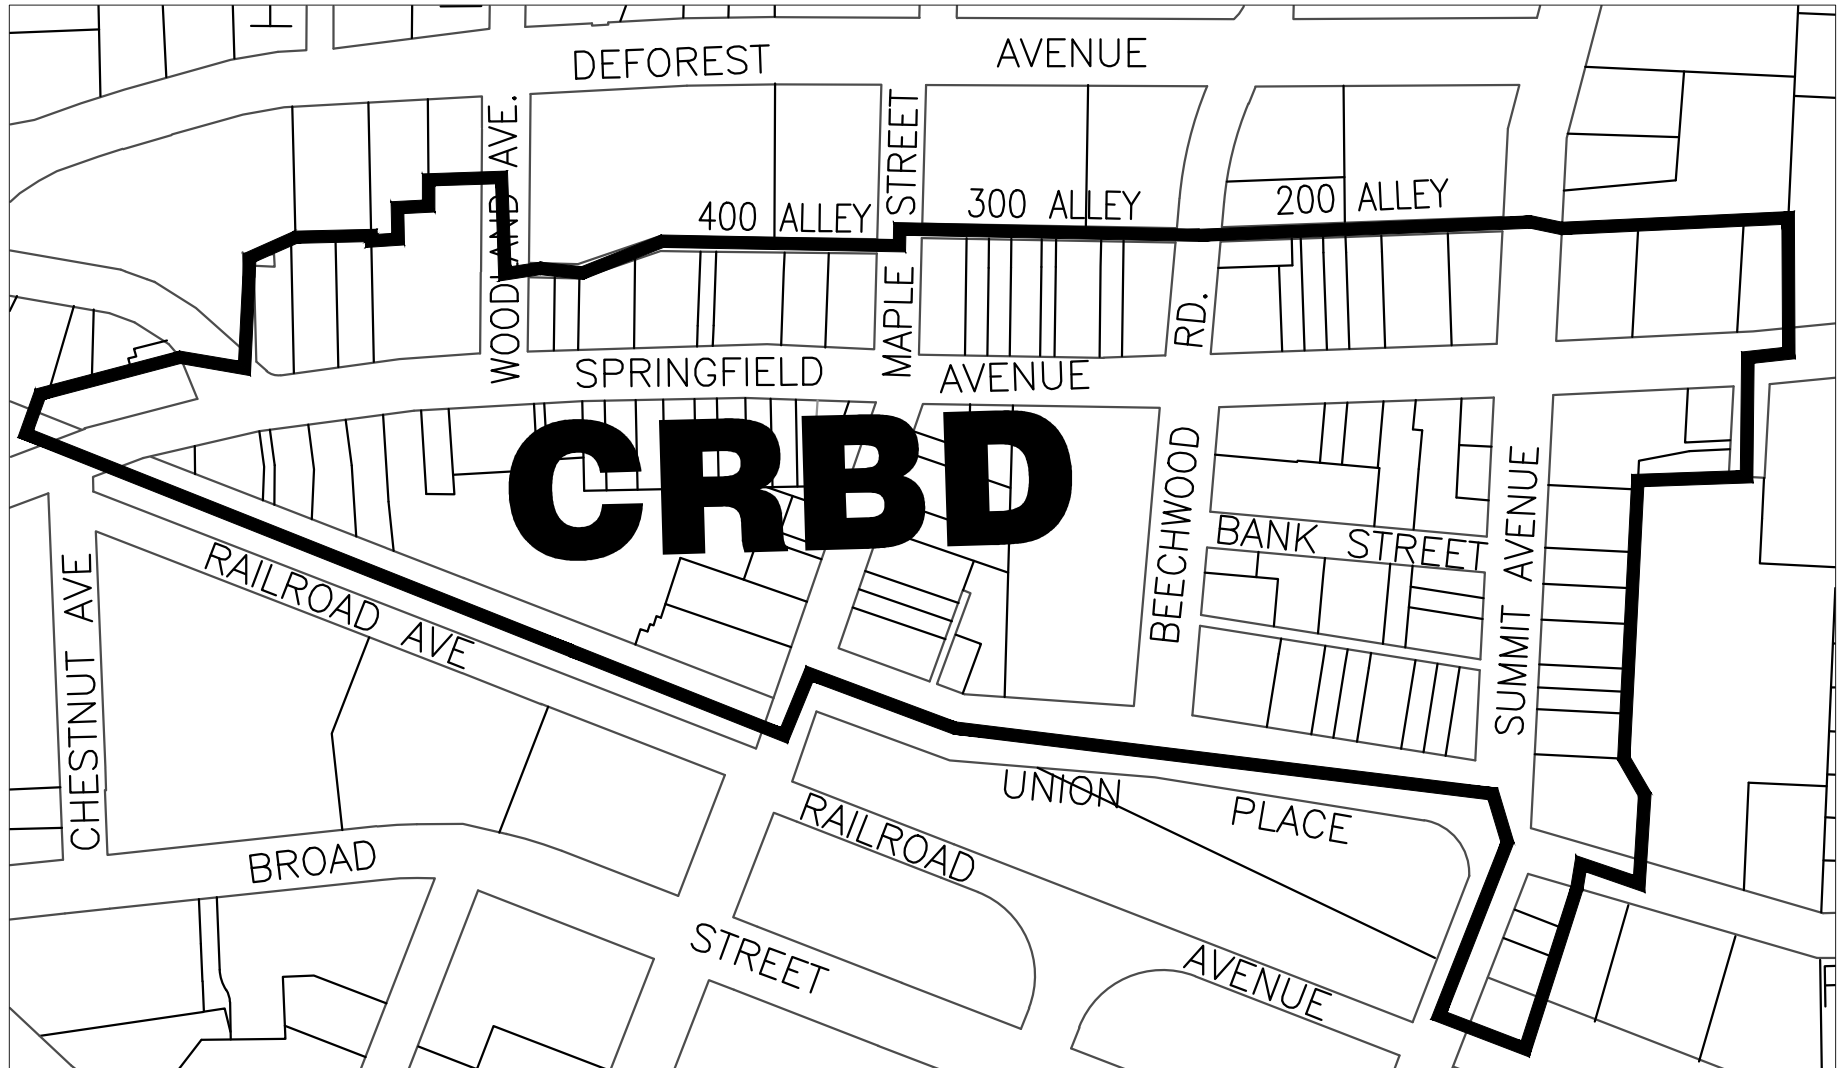 DEFOREST AVENUE
WOODLAND AVE.
MAPLE STREET
400 ALLEY
300 ALLEY
200 ALLEY
SPRINGFIELD AVENUE
BEECHWOOD RD.
CRBD
BANK STREET
SUMMIT AVENUE
CHESTNUT AVE
RAILROAD AVE
UNION PLACE
RAILROAD AVENUE
BROAD STREET